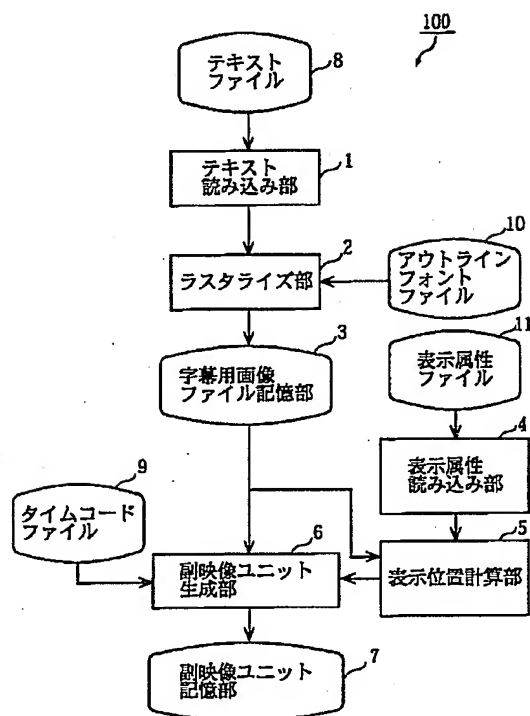 100
テキスト
ファイル
8
テキスト
読み込み部
1
10
アウトライン
フォント
ファイル
2
ラスタライズ部
11
表示属性
ファイル
3
字幕用画像
ファイル記憶部
4
表示属性
読み込み部
9
タイムコード
ファイル
6
副映像ユニット
生成部
5
表示位置計算部
副映像ユニット
記憶部
7